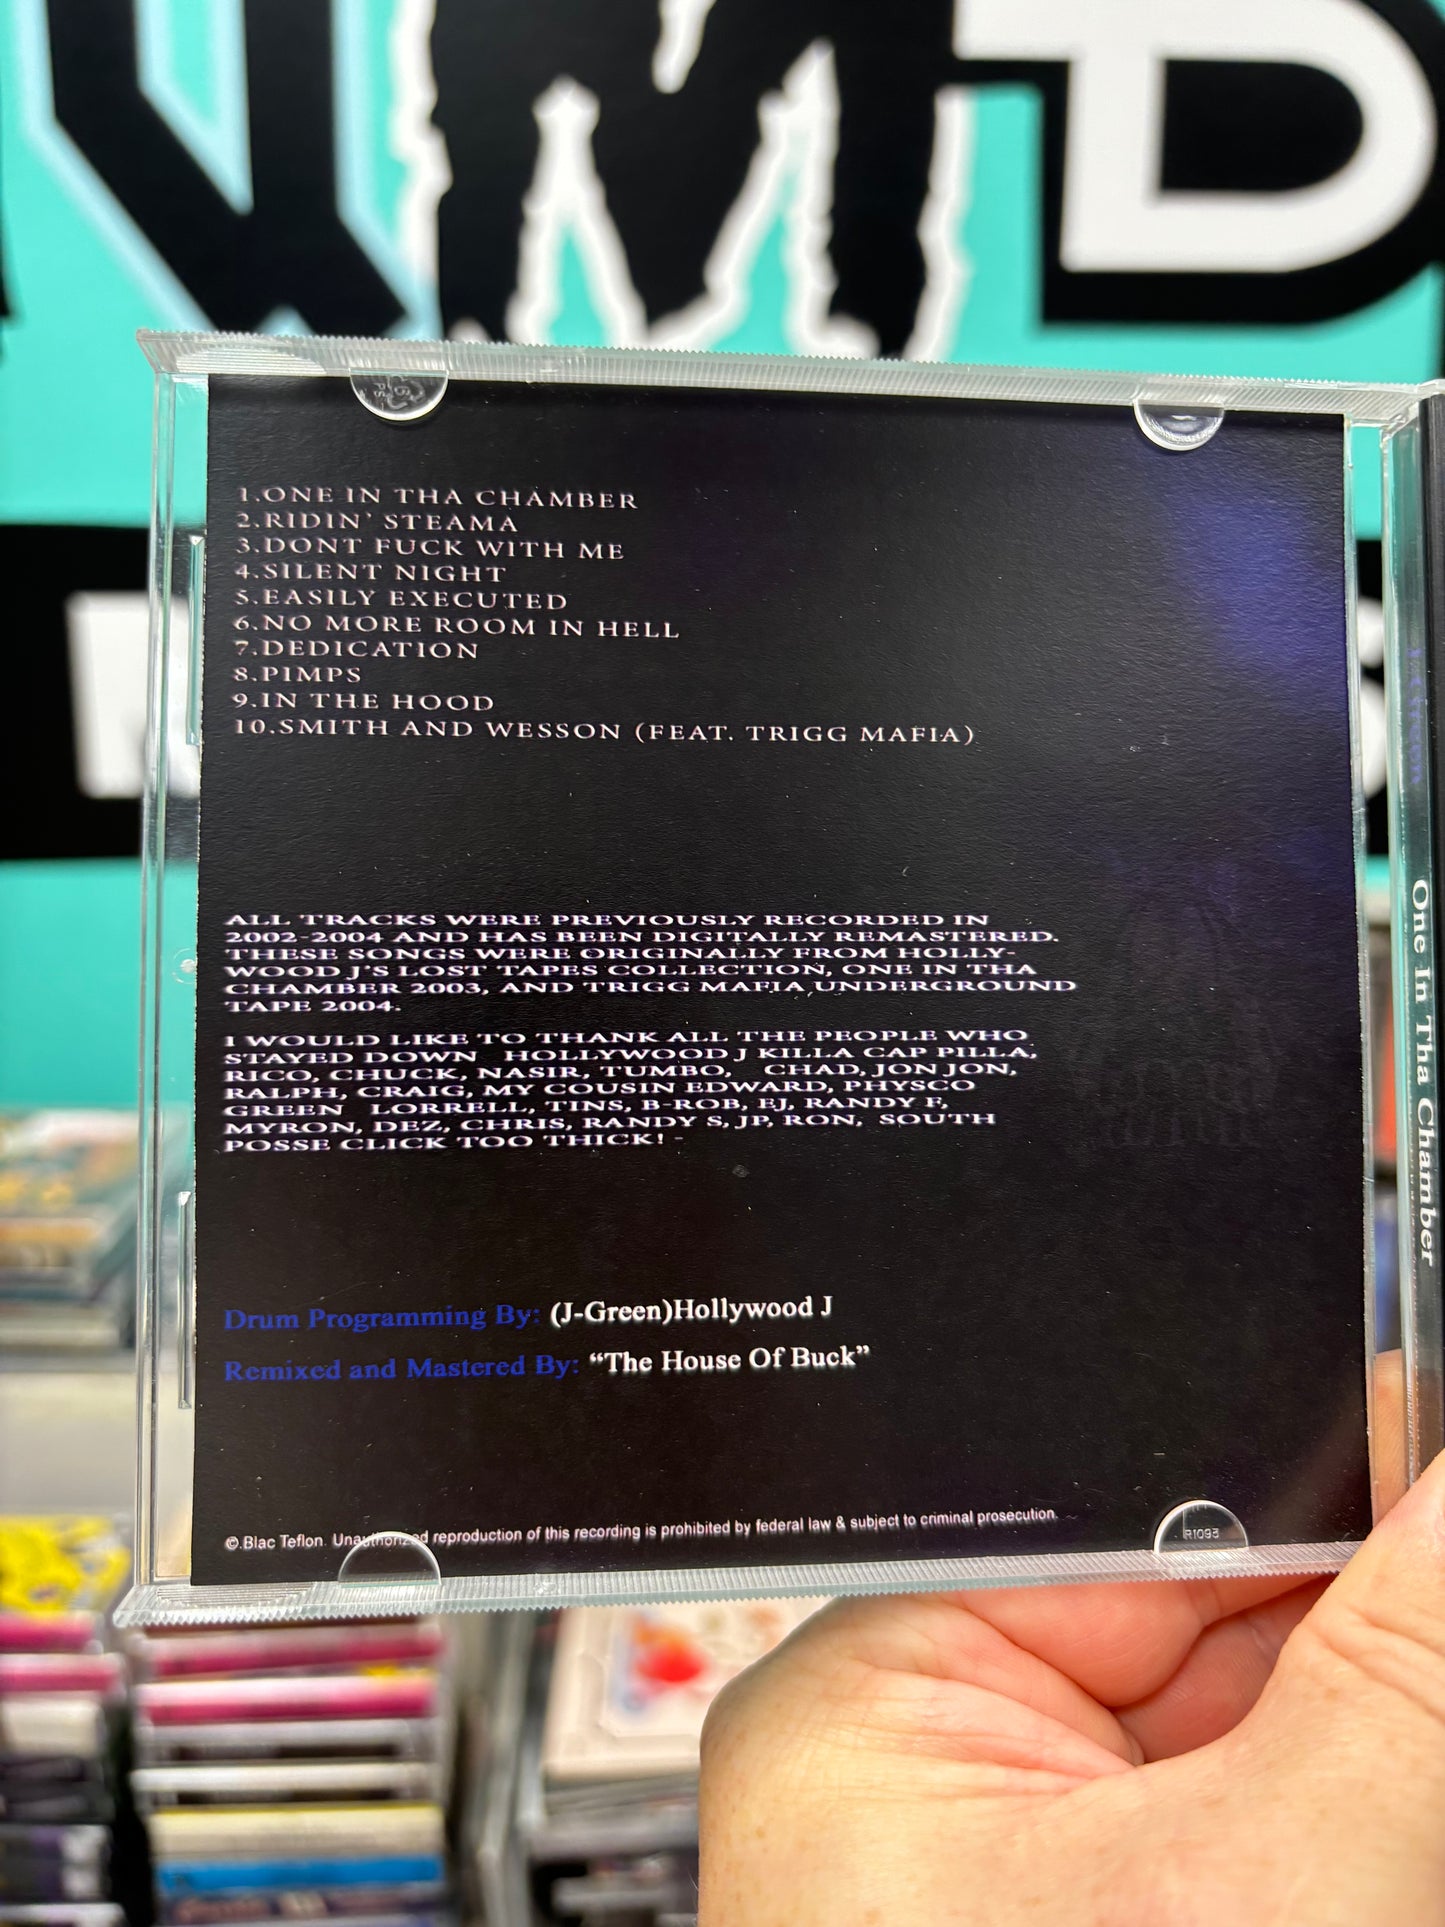 1.ONE IN THA CHAMBER
2.RIDIN' STEAMA
3.DONT FUCK WITH ME
4.SILENT NIGHT
5.EASILY EXECUTED
6.NO MORE ROOM IN HELL
7.DEDICATION
8.PIMPS
9.IN THE HOOD
10.SMITH AND WESSON (FEAT. TRIGG MAFIA)
ALL TRACKS WERE PREVIOUSLY RECORDED IN
2002-2004 AND HAS BEEN DIGITALLY REMASTERED.
THESE SONGS WERE ORIGINALLY FROM HOLLY-
WOOD J'S LOST TAPES COLLECTION, ONE IN THA
CHAMBER 2003, AND TRIGG MAFIA UNDERGROUND
TAPE 2004.
I WOULD LIKE TO THANK ALL THE PEOPLE WHO
STAYED DOWN HOLLYWOOD J KILLA CAP PILLA,
RICO, CHUCK, NASIR, TUMBO, CHAD, JON JON,
RALPH, CRAIG, MY COUSIN EDWARD, PHYSCO
GREEN LORRELL, TINS, B-ROB, EJ, RANDY F,
MYRON, DEZ, CHRIS, RANDY S, JP, RON, SOUTH
POSSE CLICK TOO THICK! -
Drum Programming By: (J-Green)Hollywood J
Remixed and Mastered By: “The House Of Buck”
©.Blac Teflon. Unauthorized reproduction of this recording is prohibited by federal law & subject to criminal prosecution.
R1093
J-Green
One In Tha Chamber